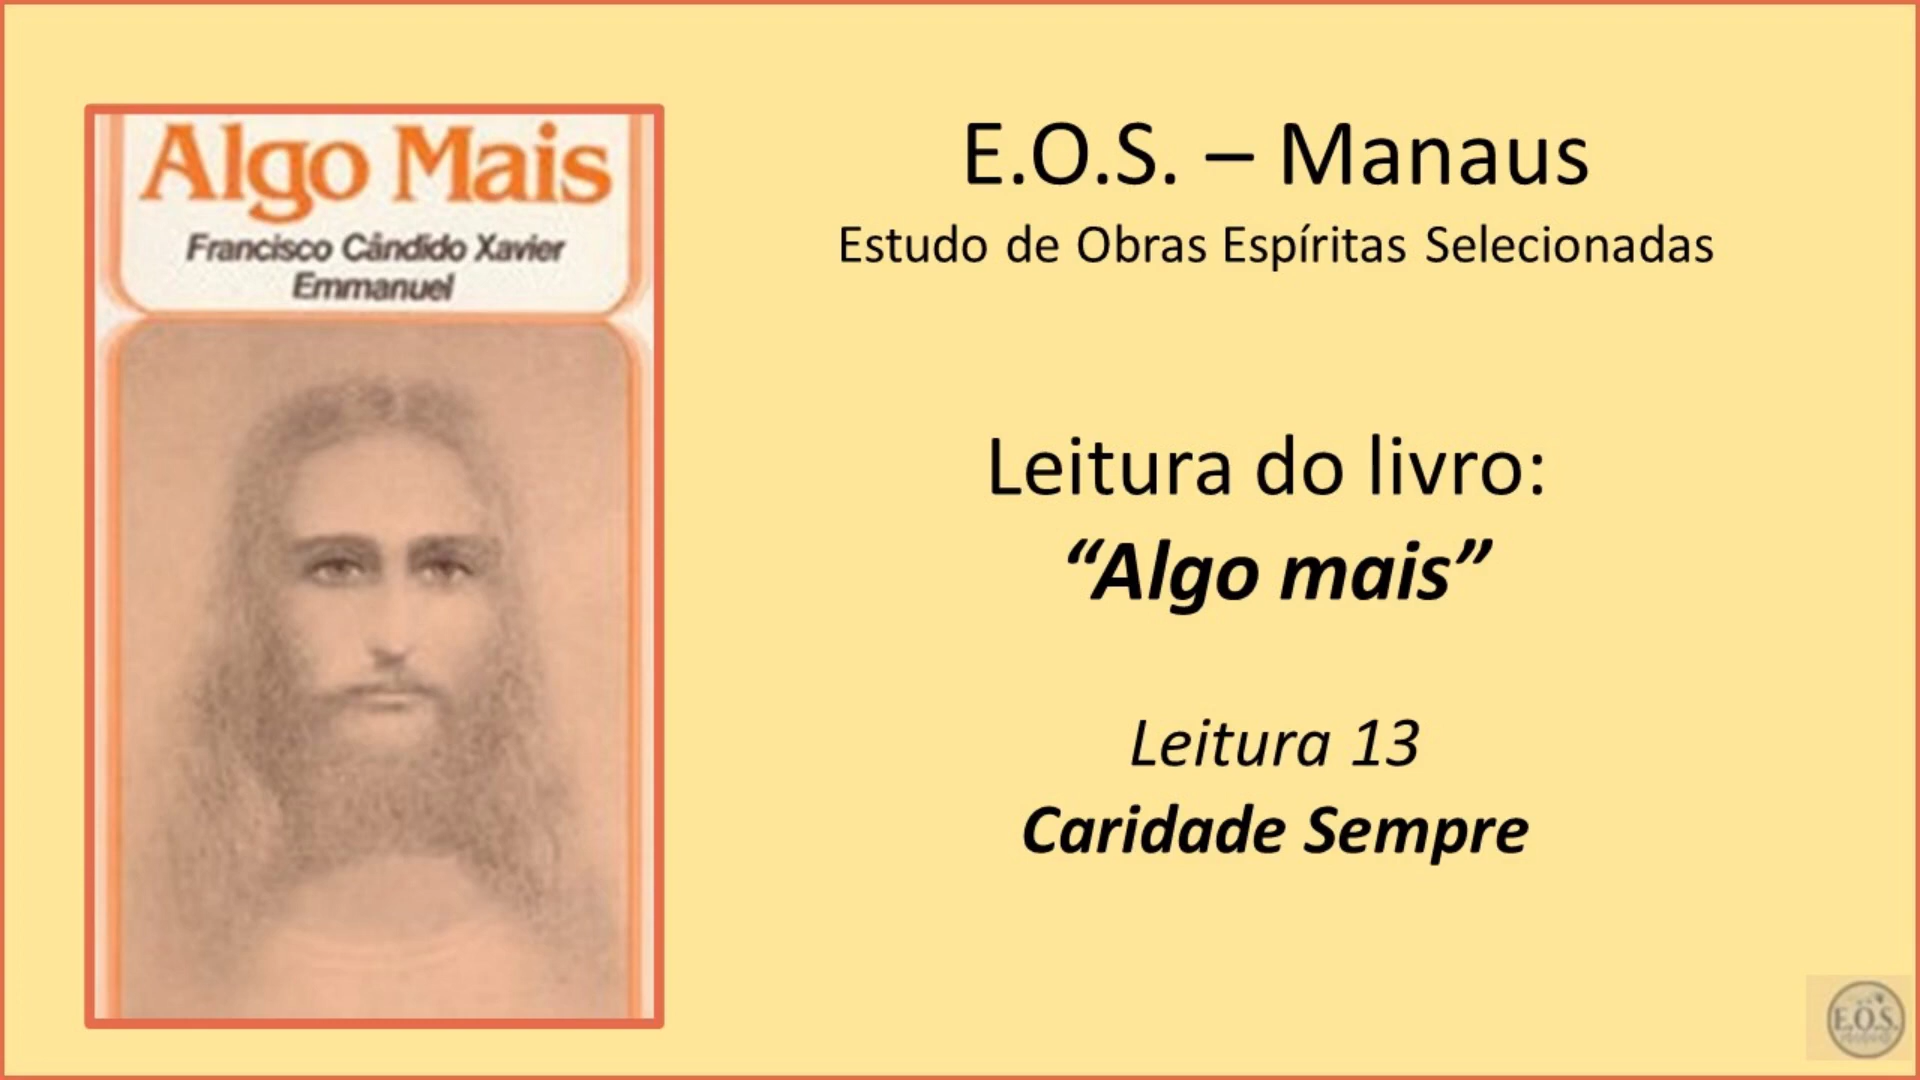 Algo Mais
Francisco Cândido Xavier
Emmanuel
E.O.S. – Manaus
Estudo de Obras Espíritas Selecionadas
Leitura do livro:
“Algo mais”
Leitura 13
Caridade Sempre
E.O.S.